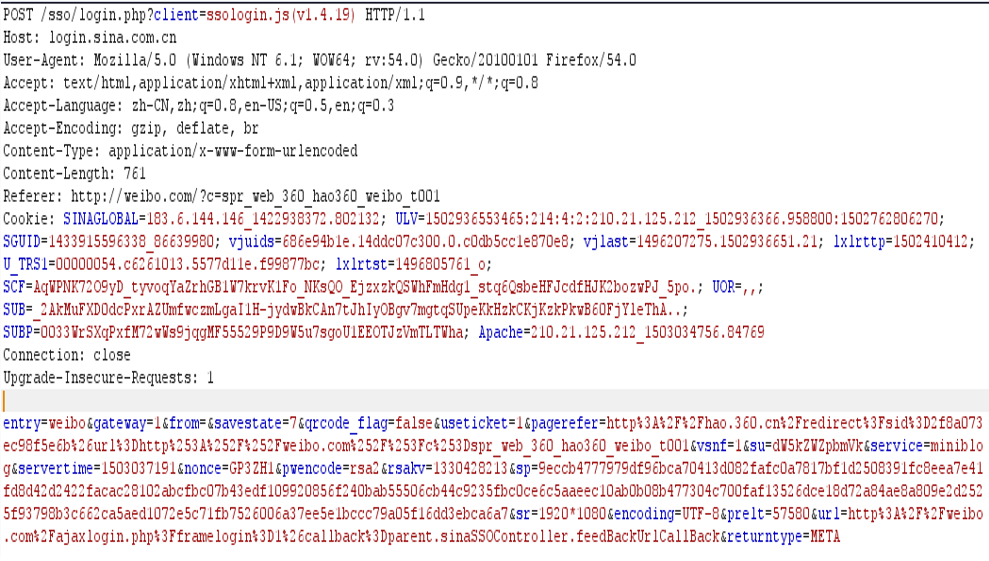 POST /sso/login.php?client=ssologin.js(v1.4.19) HTTP/1.1
Host: login.sina.com.cn
User-Agent: Mozilla/5.0 (Windows NT 6.1; WOW64; rv:54.0) Gecko/20100101 Firefox/54.0
Accept: text/html,application/xhtml+xml,application/xml;q=0.9,*/*;q=0.8
Accept-Language: zh-CN,zh;q=0.8,en-US;q=0.5,en;q=0.3
Accept-Encoding: gzip, deflate, br
Content-Type: application/x-www-form-urlencoded
Content-Length: 761
Referer: http://weibo.com/?c=spr_web_360_hao360_weibo_t001
Cookie: SINAGLOBAL=183.6.144.146_1422938372.802132; ULV=1502936553465:214:4:2:210.21.125.212_1502936366.958800:1502762806270;
SGUID=1433915596338_86639980; vjuids=686e94b1e.14ddc07c300.0.c0db5cc1e870e8; vjlast=1496207275.1502936651.21; lxlrttp=1502410412;
U_TRS1=00000054.c6261013.5577d11e.f99877bc; lxlrtst=1496805761_o;
SCF=AqWPNK72O9yD_tyvoqYaZrhGB1W7krvK1Fo_NKsQO_EjzxzkQSWhFmHdg1_stq6QsbeHFJcdfHJK2bozwPJ_5po.; UOR=,,;
SUB=_2AkMuFXDOdcPxrAZUmfwczmLgaI1H-jydwBkCAn7tJhIyOBgv7mgtqSUpeKkHzkCKjKzkPkwB6OFjYleThA..;
SUBP=0033WrSXqPxfM72wWs9jqgMF55529P9D9W5u7sgoU1EEOTJzVmTLTWha; Apache=210.21.125.212_1503034756.84769
Connection: close
Upgrade-Insecure-Requests: 1
entry=weibo&gateway=1&from=&savestate=7&qrcode_flag=false&useticket=1&pagerefer=http%3A%2F%2Fhao.360.cn%2Fredirect%3Fsid%3D2f8a073
ec98f5e6b%26url%3Dhttp%253A%252F%252Fweibo.com%252F%253Fc%253Dspr_web_360_hao360_weibo_t001&vsnf=1&su=dW5kZWZpbmVk&service=miniblo
g&servertime=1503037191&nonce=GP3ZH1&pwencode=rsa2&rsakv=1330428213&sp=9eccb4777979df96bca70413d082fafc0a7817bf1d2508391fc8eea7e41
fd8d42d2422facac28102abcfbc07b43edf109920856f240bab55506cb44c9235fbc0ce6c5aaeec10ab0b08b477304c700faf13526dce18d72a84ae8a809e2d252
5f93798b3c662ca5aed1072e5c71fb7526006a37ee5e1bccc79a05f16dd3ebca6a7&sr=1920*1080&encoding=UTF-8&prelt=57580&url=http%3A%2F%2Fweibo
.com%2Fajaxlogin.php%3Fframelogin%3D1%26callback%3Dparent.sinaSSOController.feedBackUrlCallBack&returntype=META